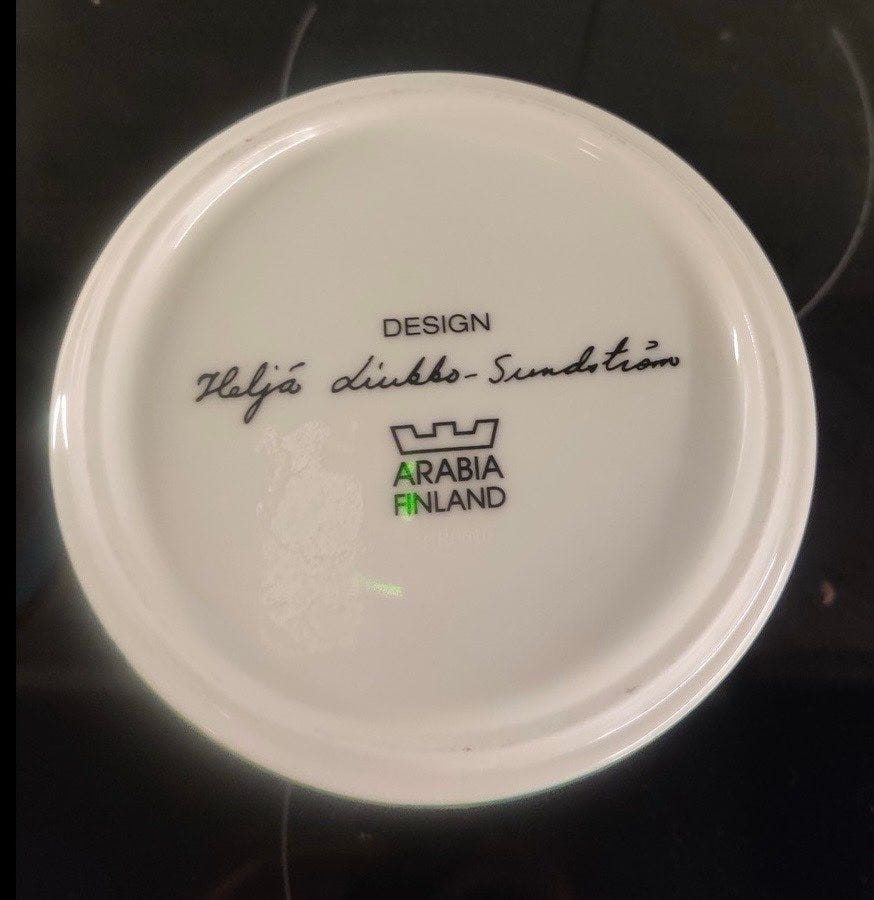 DESIGN
Heljä Liukko-Sundström
ARABIA
FINLAND